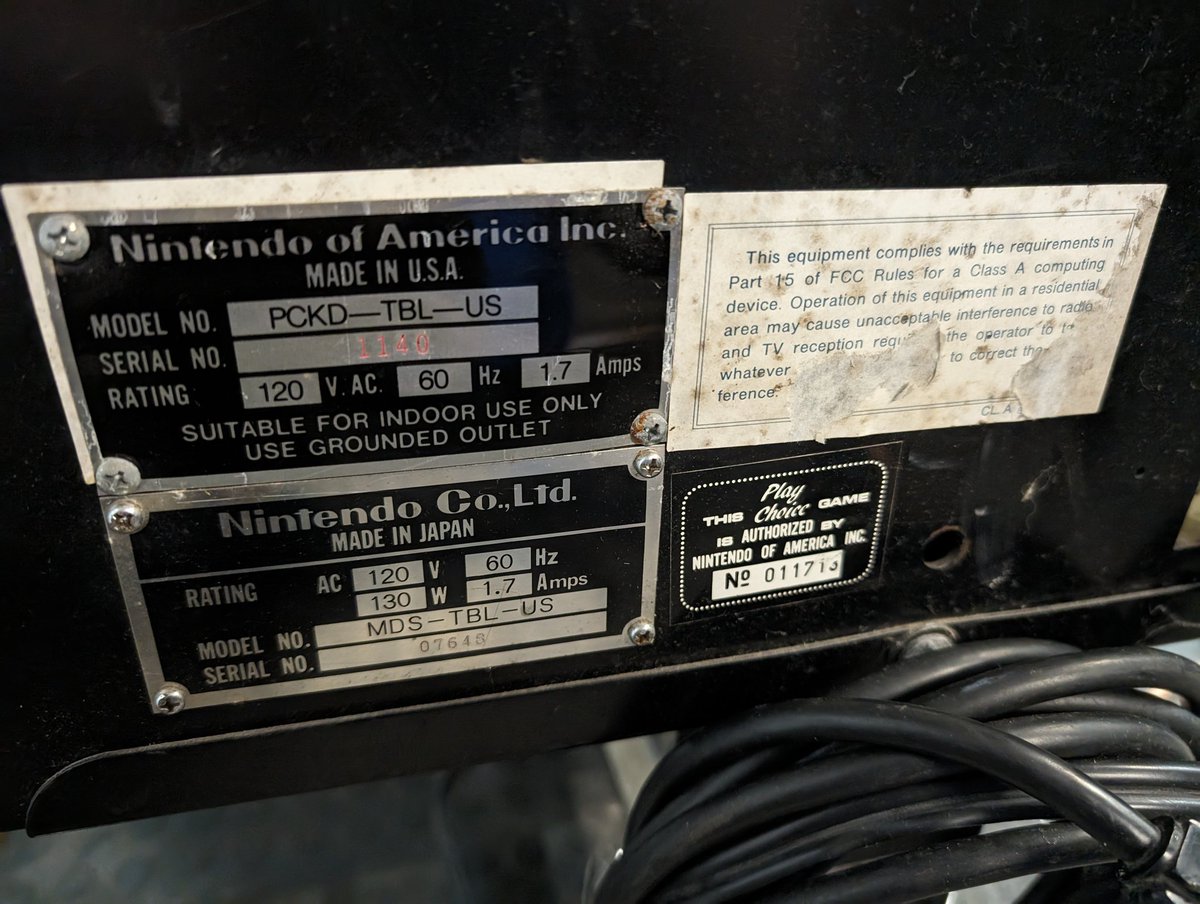 Nintendo of America Inc.
MADE IN U.S.A.
MODEL NO. PCKD—TBL—US
SERIAL NO. 1140
RATING 120 V. AC. 60 Hz 1.7 Amps
SUITABLE FOR INDOOR USE ONLY
USE GROUNDED OUTLET
Nintendo Co.,Ltd.
MADE IN JAPAN
RATING AC 120 V 60 Hz
130 W 1.7 Amps
MODEL NO. MDS-TBL-US
SERIAL NO.
This equipment complies with the requirements in
Part 15 of FCC Rules for a Class A computing
device. Operation of this equipment in a residential
area may cause unacceptable interference to radio
and TV reception the operator to
whatever to correct
ference.
CL. A
Play
THIS Choice GAME
IS AUTHORIZED BY
NINTENDO OF AMERICA INC.
Nº